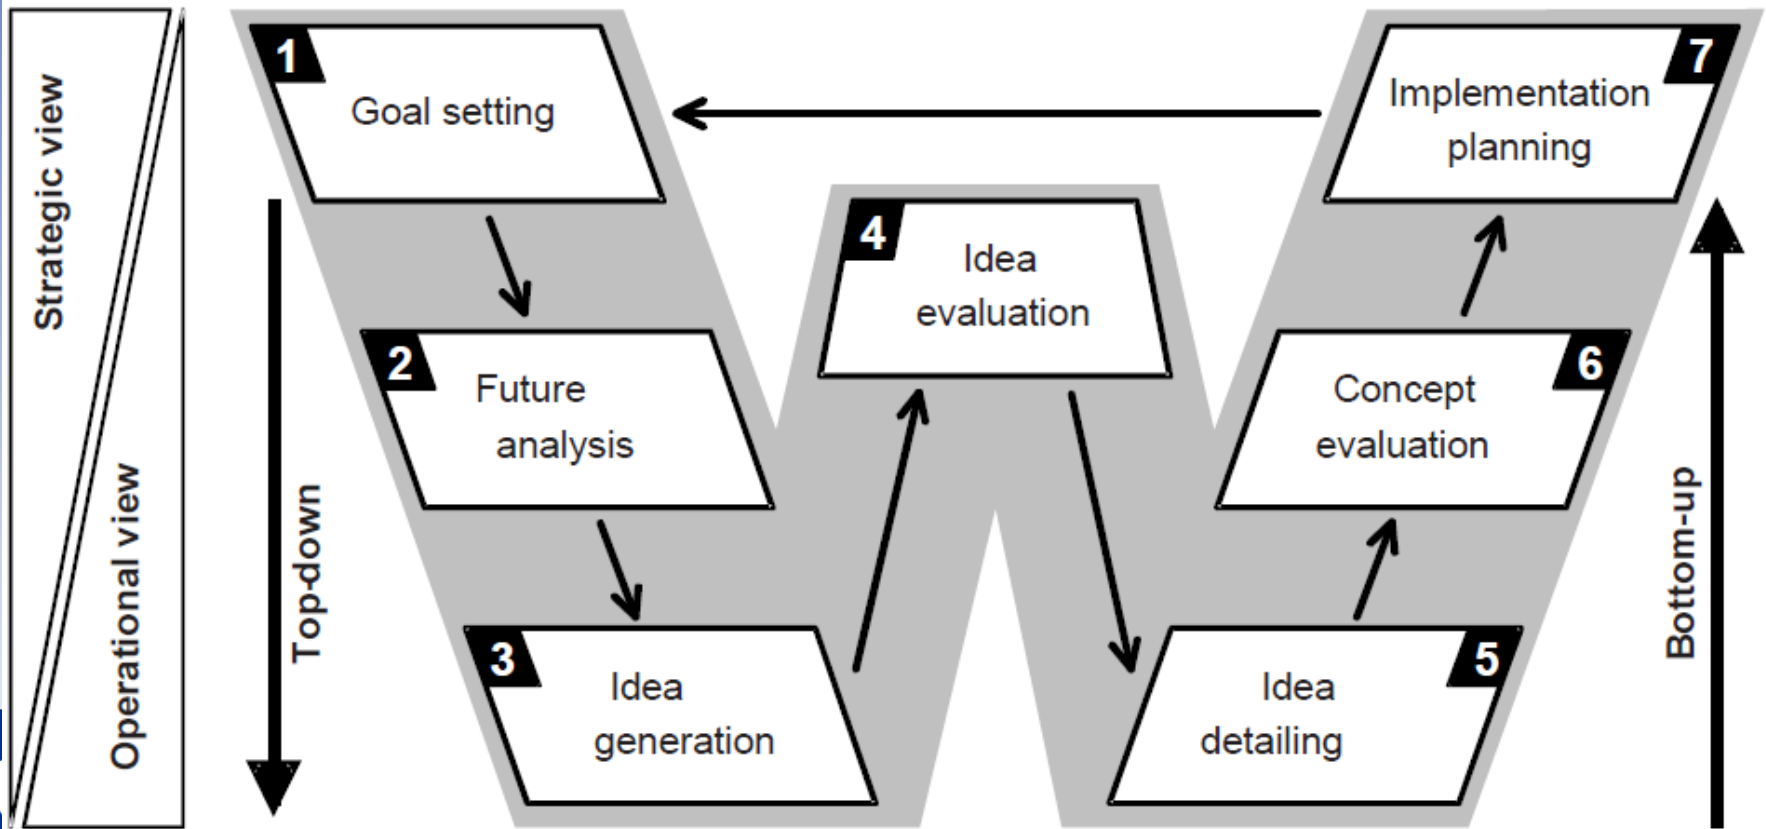 Strategic view
Operational view
Top-down
1
Goal setting
2
Future
analysis
3
Idea
generation
4
Idea
evaluation
5
Idea
detailing
6
Concept
evaluation
7
Implementation
planning
Bottom-up